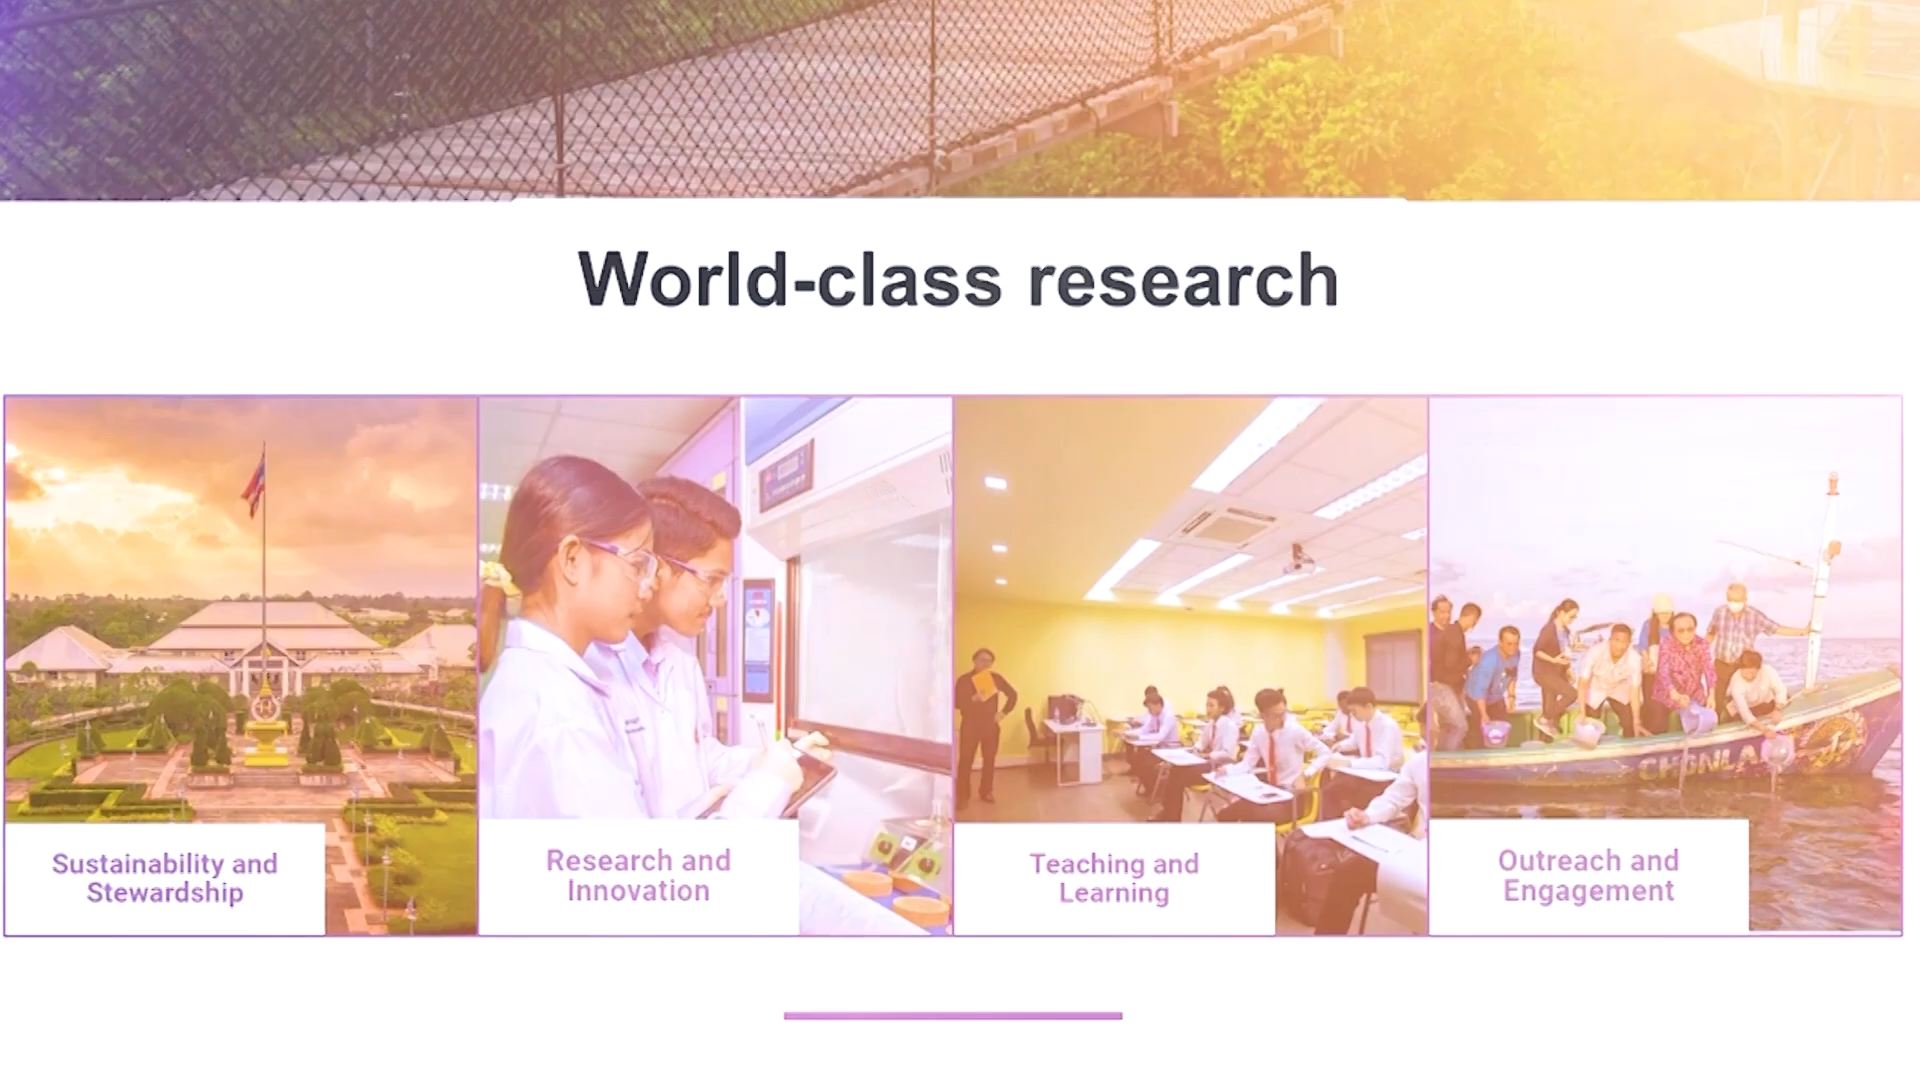 World-class research
Sustainability and
Stewardship
Research and
Innovation
Teaching and
Learning
Outreach and
Engagement